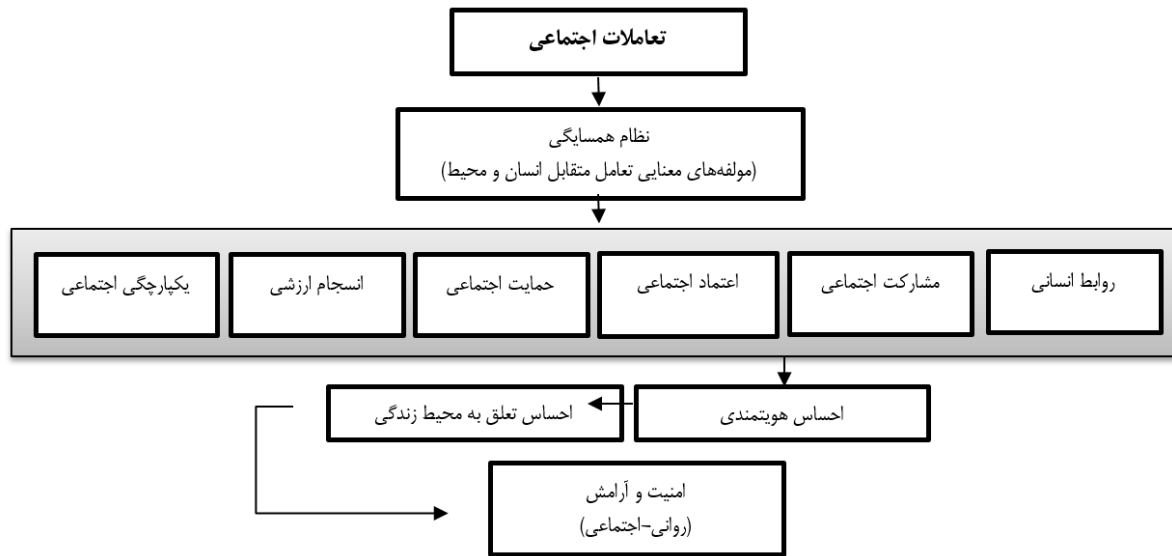 تعاملات اجتماعی
نظام همسایگی
(مولفه‌های معنایی تعامل متقابل انسان و محیط)
روابط انسانی
مشارکت اجتماعی
اعتماد اجتماعی
حمایت اجتماعی
انسجام ارزشی
یکپارچگی اجتماعی
احساس هویتمندی
احساس تعلق به محیط زندگی
امنیت و آرامش
(روانی-اجتماعی)